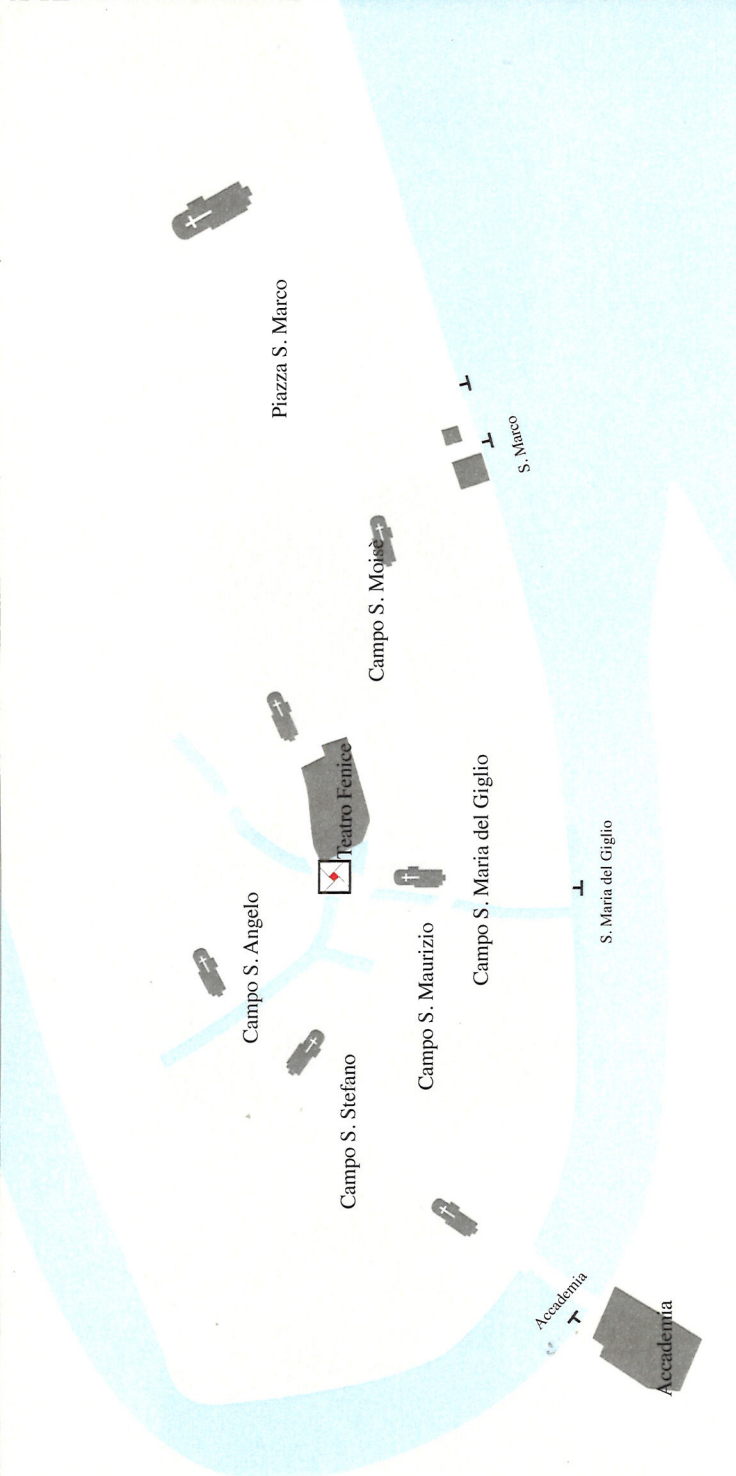 Piazza S. Marco
S. Marco
Campo S. Moisè
Teatro Fenice
Campo S. Angelo
Campo S. Maria del Giglio
S. Maria del Giglio
Campo S. Maurizio
Campo S. Stefano
Accademia
Accademia